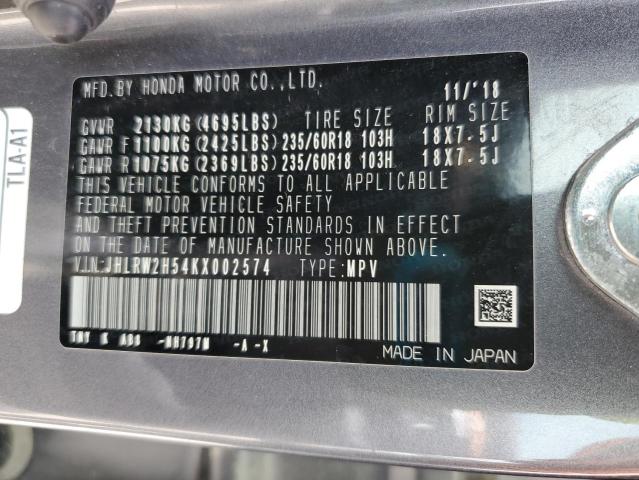 MFD.BY HONDA MOTOR CO.,LTD. 11/'18
GVWR 2130KG (4695LBS) TIRE SIZE RIM SIZE
GAWR F1100KG (2425LBS) 235/60R18 103H 18X7.5J
GAWR R1075KG (2369LBS) 235/60R18 103H 18X7.5J
THIS VEHICLE CONFORMS TO ALL APPLICABLE
FEDERAL MOTOR VEHICLE SAFETY
AND THEFT PREVENTION STANDARDS IN EFFECT
ON THE DATE OF MANUFACTURE SHOWN ABOVE.
VIN:JHLRW2H54KX002574 TYPE:MPV
-NH797M -A -X
MADE IN JAPAN
TLA-A1